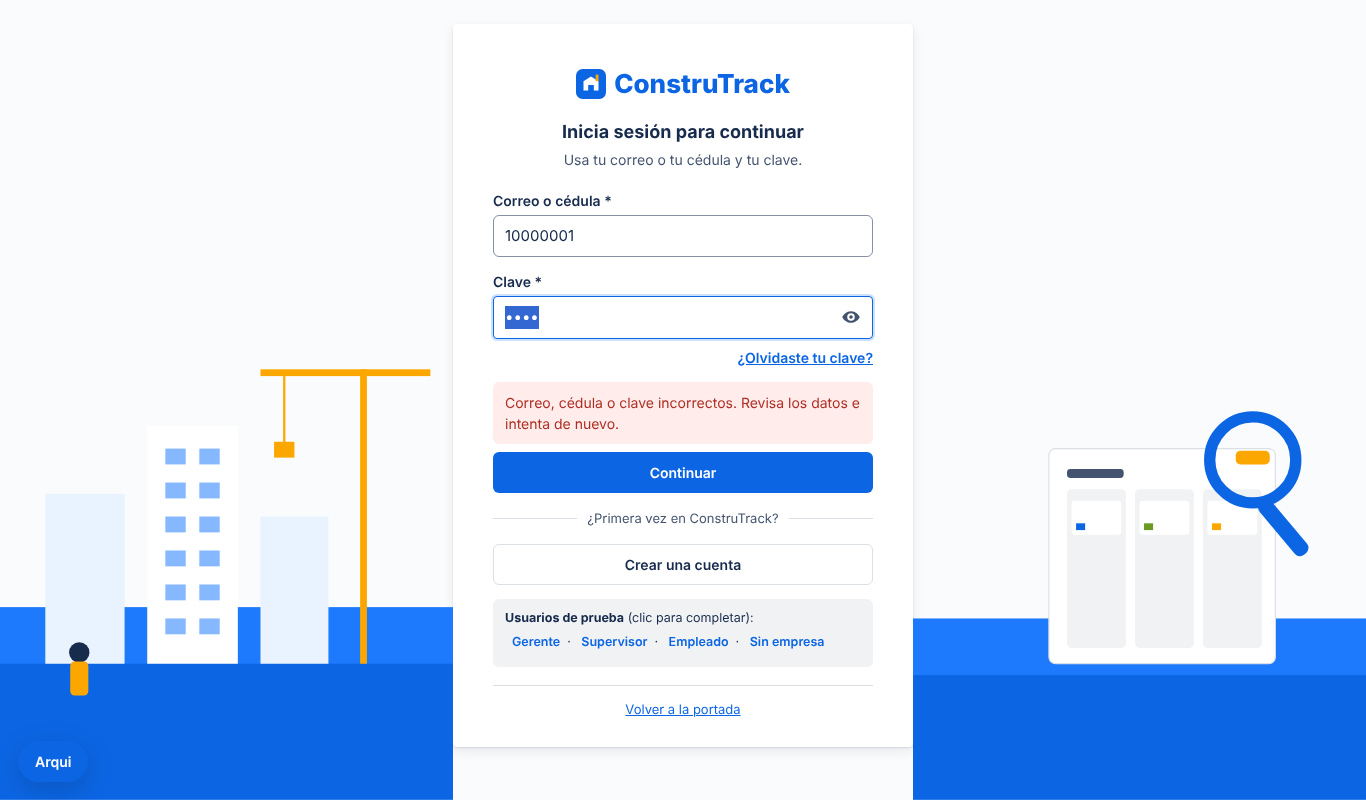 ConstruTrack
Inicia sesión para continuar
Usa tu correo o tu cédula y tu clave.
Correo o cédula *
10000001
Clave *
••••
¿Olvidaste tu clave?
Correo, cédula o clave incorrectos. Revisa los datos e
intenta de nuevo.
Continuar
¿Primera vez en ConstruTrack?
Crear una cuenta
Usuarios de prueba (clic para completar):
Gerente · Supervisor · Empleado · Sin empresa
Volver a la portada
Arqui